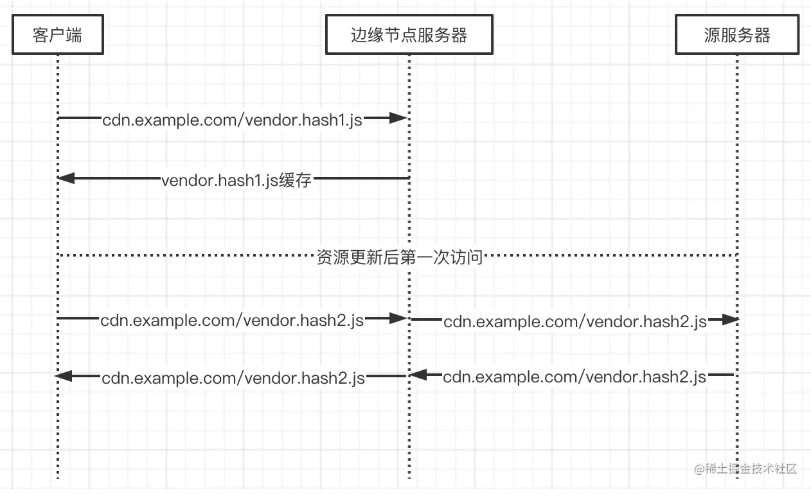 客户端
边缘节点服务器
源服务器
cdn.example.com/vendor.hash1.js
vendor.hash1.js缓存
资源更新后第一次访问
cdn.example.com/vendor.hash2.js
cdn.example.com/vendor.hash2.js
cdn.example.com/vendor.hash2.js
cdn.example.com/vendor.hash2.js
@稀土掘金技术社区